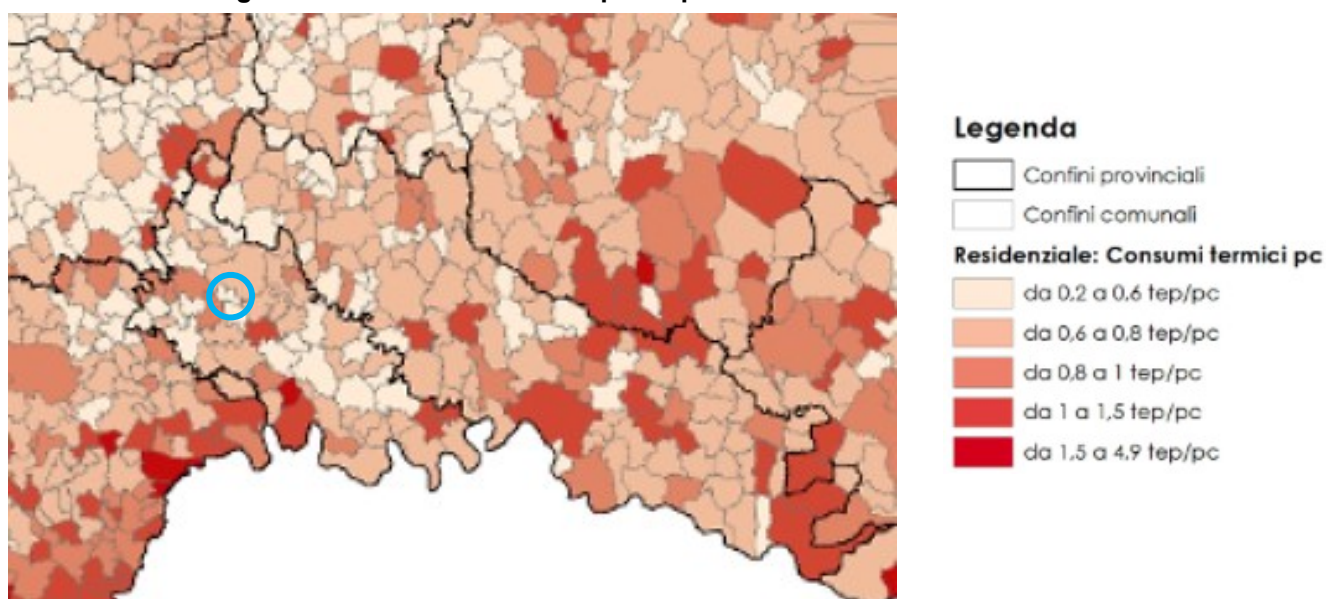 Legenda
Confini provinciali
Confini comunali
Residenziale: Consumi termici pc
da 0,2 a 0,6 tep/pc
da 0,6 a 0,8 tep/pc
da 0,8 a 1 tep/pc
da 1 a 1,5 tep/pc
da 1,5 a 4,9 tep/pc